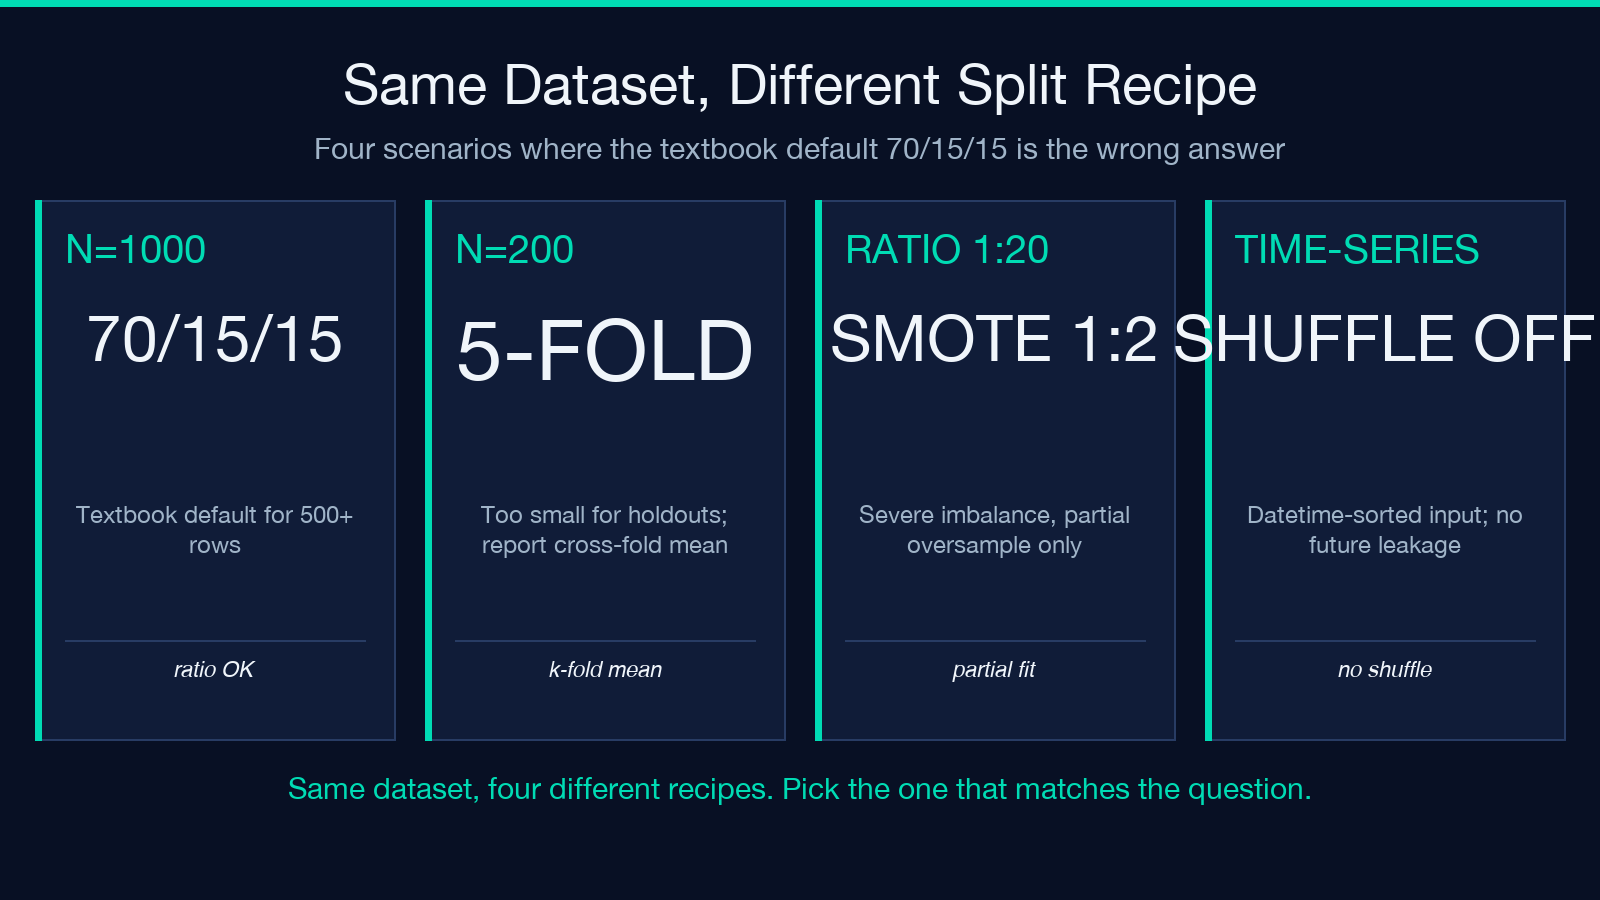 Same Dataset, Different Split Recipe
Four scenarios where the textbook default 70/15/15 is the wrong answer
N=1000
70/15/15
Textbook default for 500+
rows
ratio OK
N=200
5-FOLD
Too small for holdouts;
report cross-fold mean
k-fold mean
RATIO 1:20
SMOTE 1:2
Severe imbalance, partial
oversample only
partial fit
TIME-SERIES
SHUFFLE OFF
Datetime-sorted input; no
future leakage
no shuffle
Same dataset, four different recipes. Pick the one that matches the question.